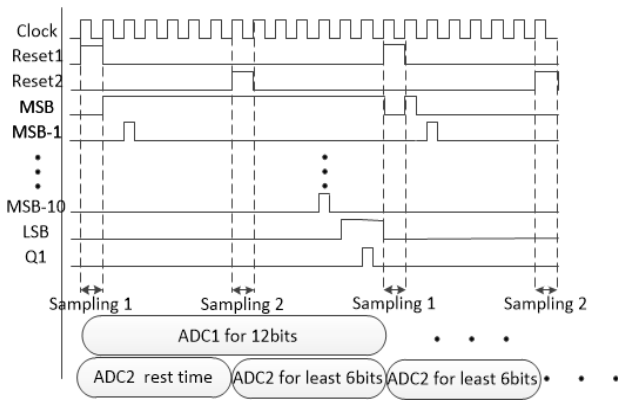 Clock
Reset1
Reset2
MSB
MSB-1
MSB-10
LSB
Q1
Sampling 1 Sampling 2 Sampling 1 Sampling 2
ADC1 for 12bits
ADC2 rest time ADC2 for least 6bits ADC2 for least 6bits